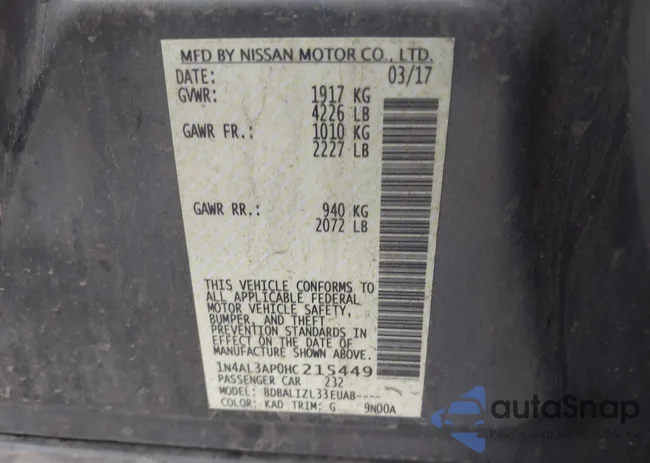 MFD BY NISSAN MOTOR CO., LTD.
DATE: 03/17
GVWR: 1917 KG
4226 LB
GAWR FR.: 1010 KG
2227 LB
GAWR RR.: 940 KG
2072 LB
THIS VEHICLE CONFORMS TO
ALL APPLICABLE FEDERAL
MOTOR VEHICLE SAFETY,
BUMPER, AND THEFT
PREVENTION STANDARDS IN
EFFECT ON THE DATE OF
MANUFACTURE SHOWN ABOVE.
1N4AL3AP0HC215449
PASSENGER CAR 232
MODEL: BDBALIZL33EUAB----
COLOR: KAD TRIM: G 9N00A
autoSnap